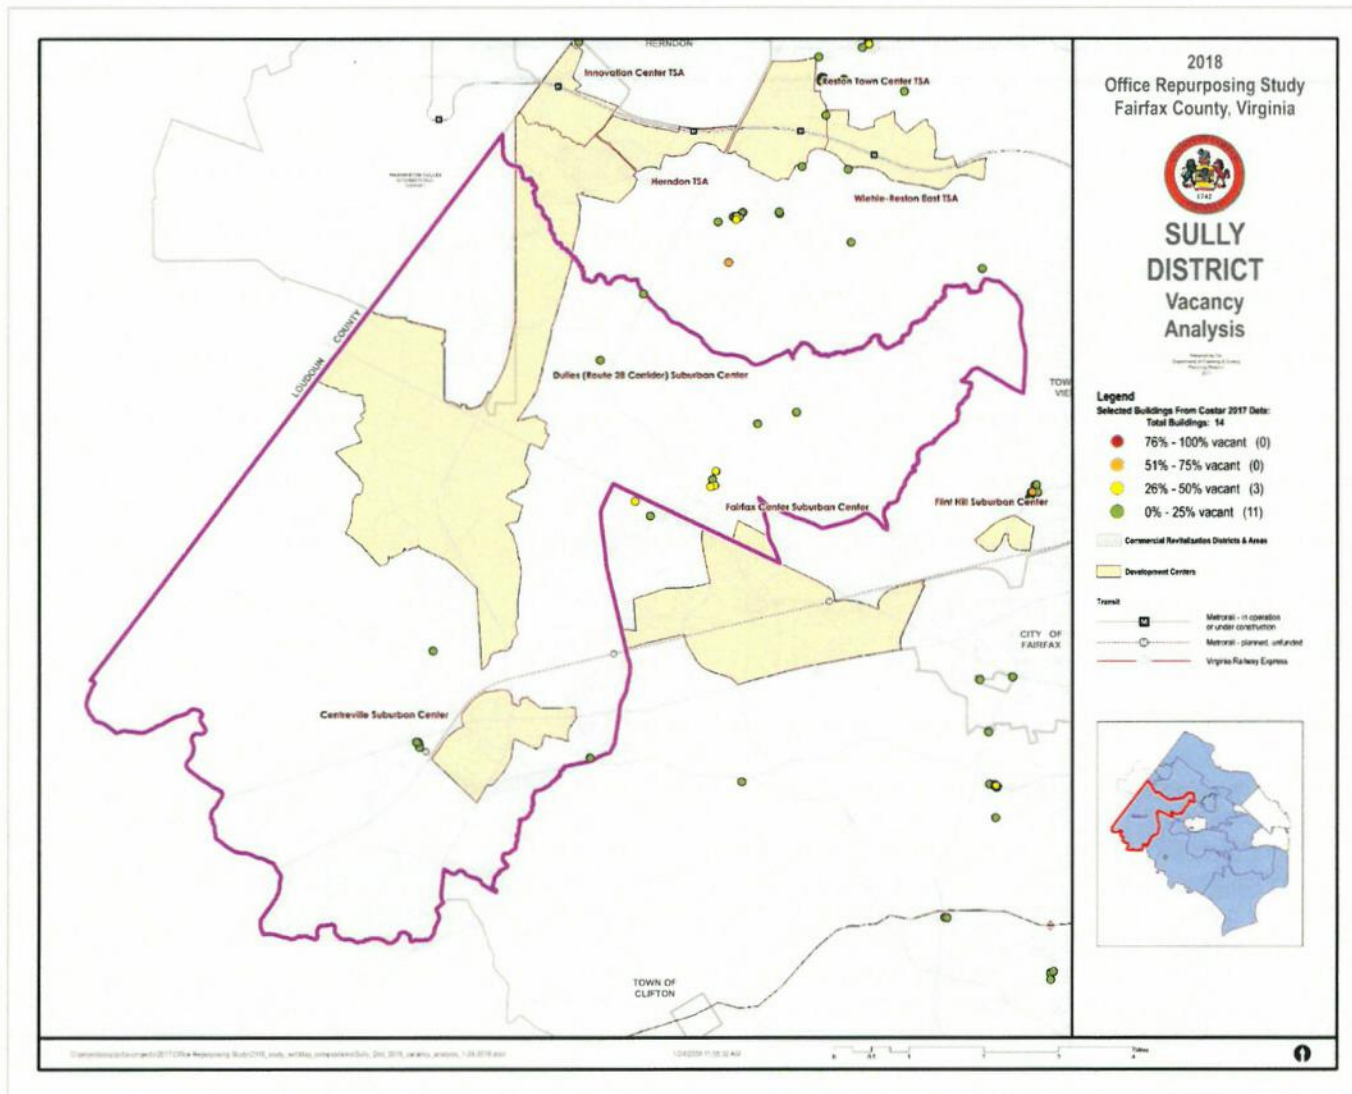 HERNDON
Innovation Center TSA
Reston Town Center TSA
Herndon TSA
Wiehle-Reston East TSA
LOUDOUN COUNTY
Dulles (Route 28 Corridor) Suburban Center
TOW
VIE
Fairfax Center Suburban Center
Flint Hill Suburban Center
CITY OF
FAIRFAX
Centreville Suburban Center
TOWN OF
CLIFTON
2018
Office Repurposing Study
Fairfax County, Virginia
1742
SULLY
DISTRICT
Vacancy
Analysis
Legend
Selected Buildings From Costar 2017 Data:
Total Buildings: 14
76% - 100% vacant (0)
51% - 75% vacant (0)
26% - 50% vacant (3)
0% - 25% vacant (11)
Commercial Revitalization Districts & Areas
Development Centers
Transit
M
Metrorail - in operation
or under construction
Metrorail - planned, unfunded
Virginia Railway Express